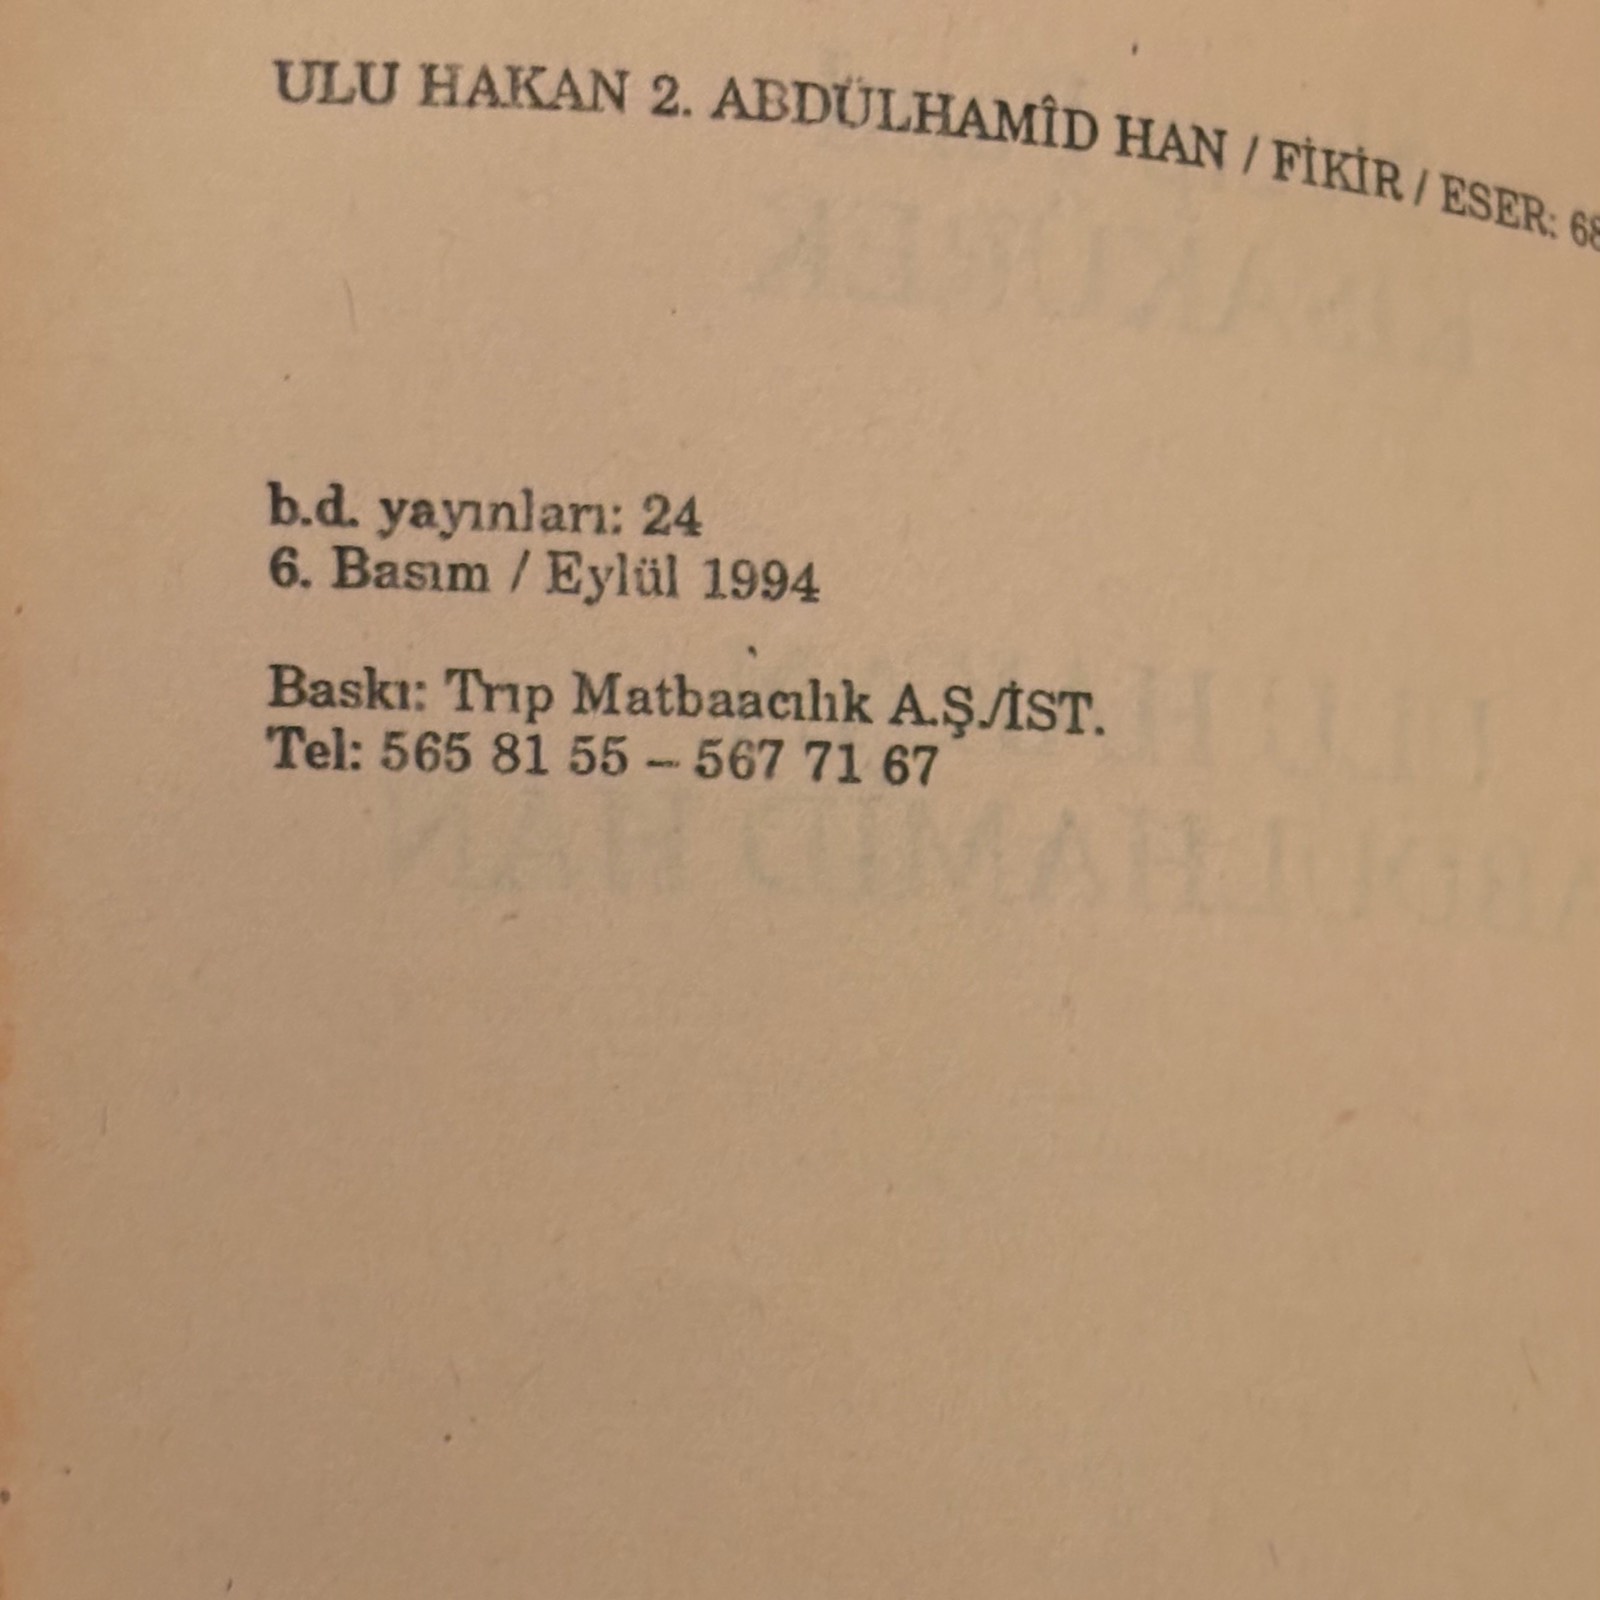 ULU HAKAN 2. ABDÜLHAMÎD HAN / FİKİR / ESER: 68
b.d. yayınları: 24
6. Basım / Eylül 1994
Baskı: Trıp Matbaacılık A.Ş./İST.
Tel: 565 81 55 – 567 71 67